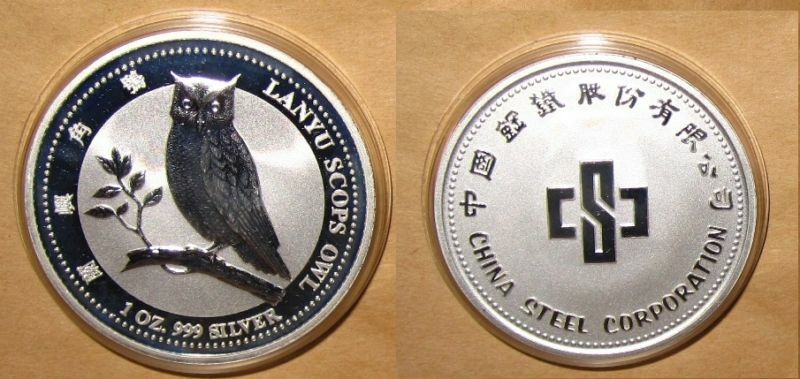 蘭嶼角鴞
LANYU SCOPS OWL
1 OZ. 999 SILVER
中國鋼鐵股份有限公司
CHINA STEEL CORPORATION